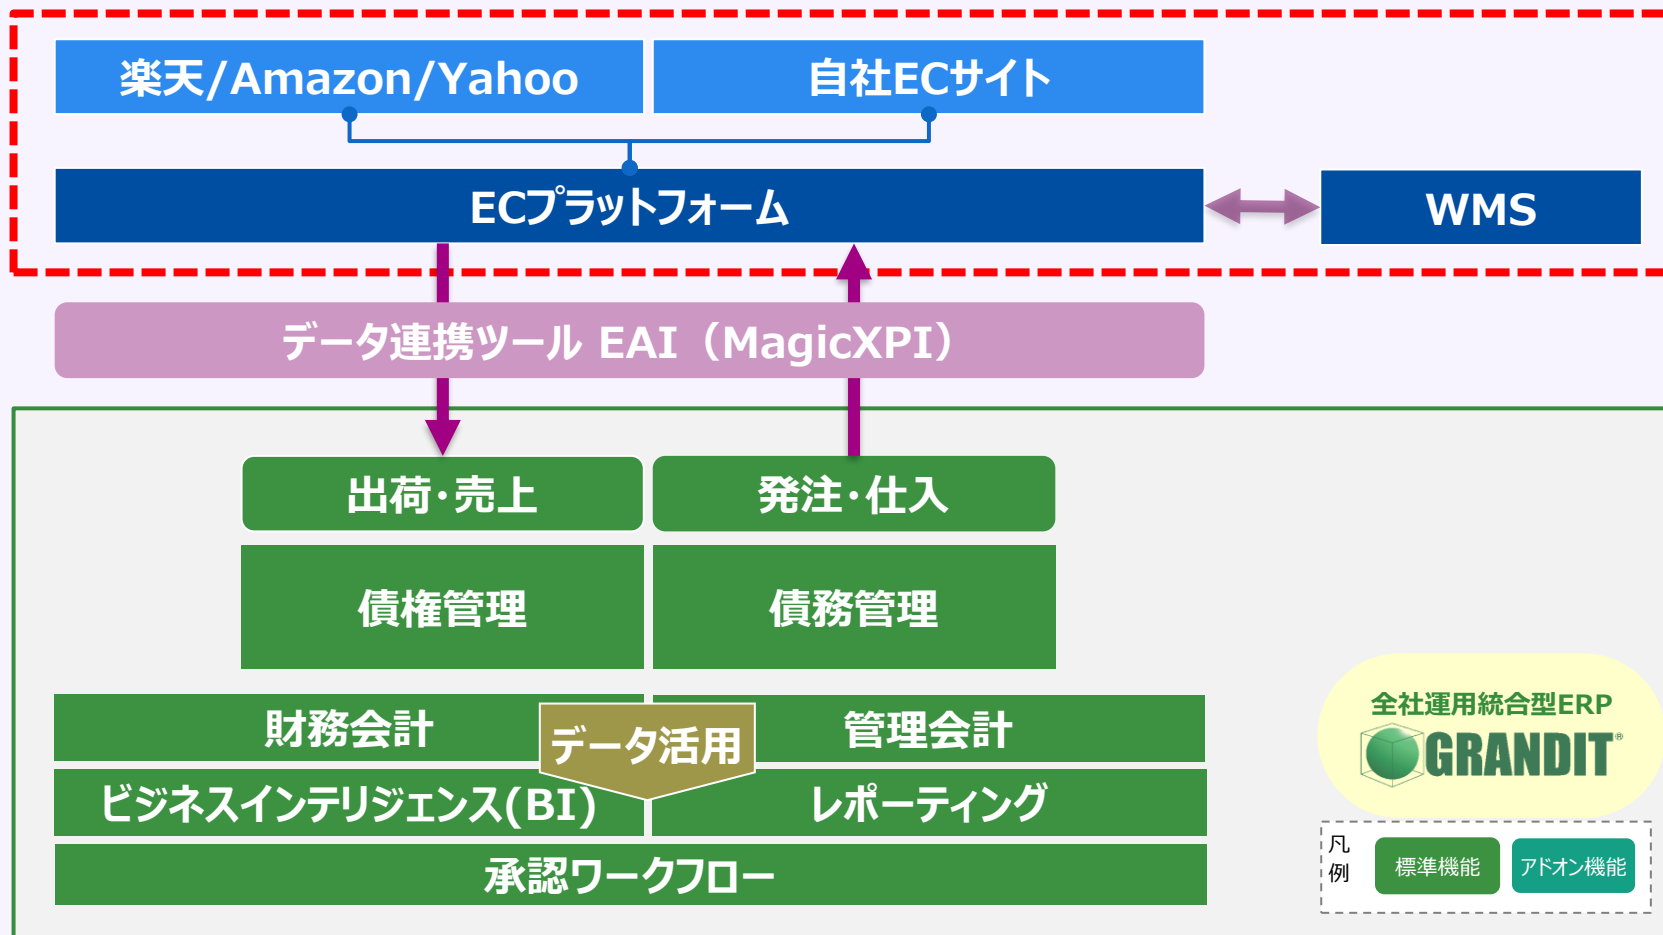 楽天/Amazon/Yahoo
自社ECサイト
ECプラットフォーム
WMS
データ連携ツール EAI（MagicXPI）
出荷・売上
発注・仕入
債権管理
債務管理
財務会計
データ活用
管理会計
ビジネスインテリジェンス(BI)
レポーティング
承認ワークフロー
全社運用統合型ERP
GRANDIT®
凡例
標準機能
アドオン機能